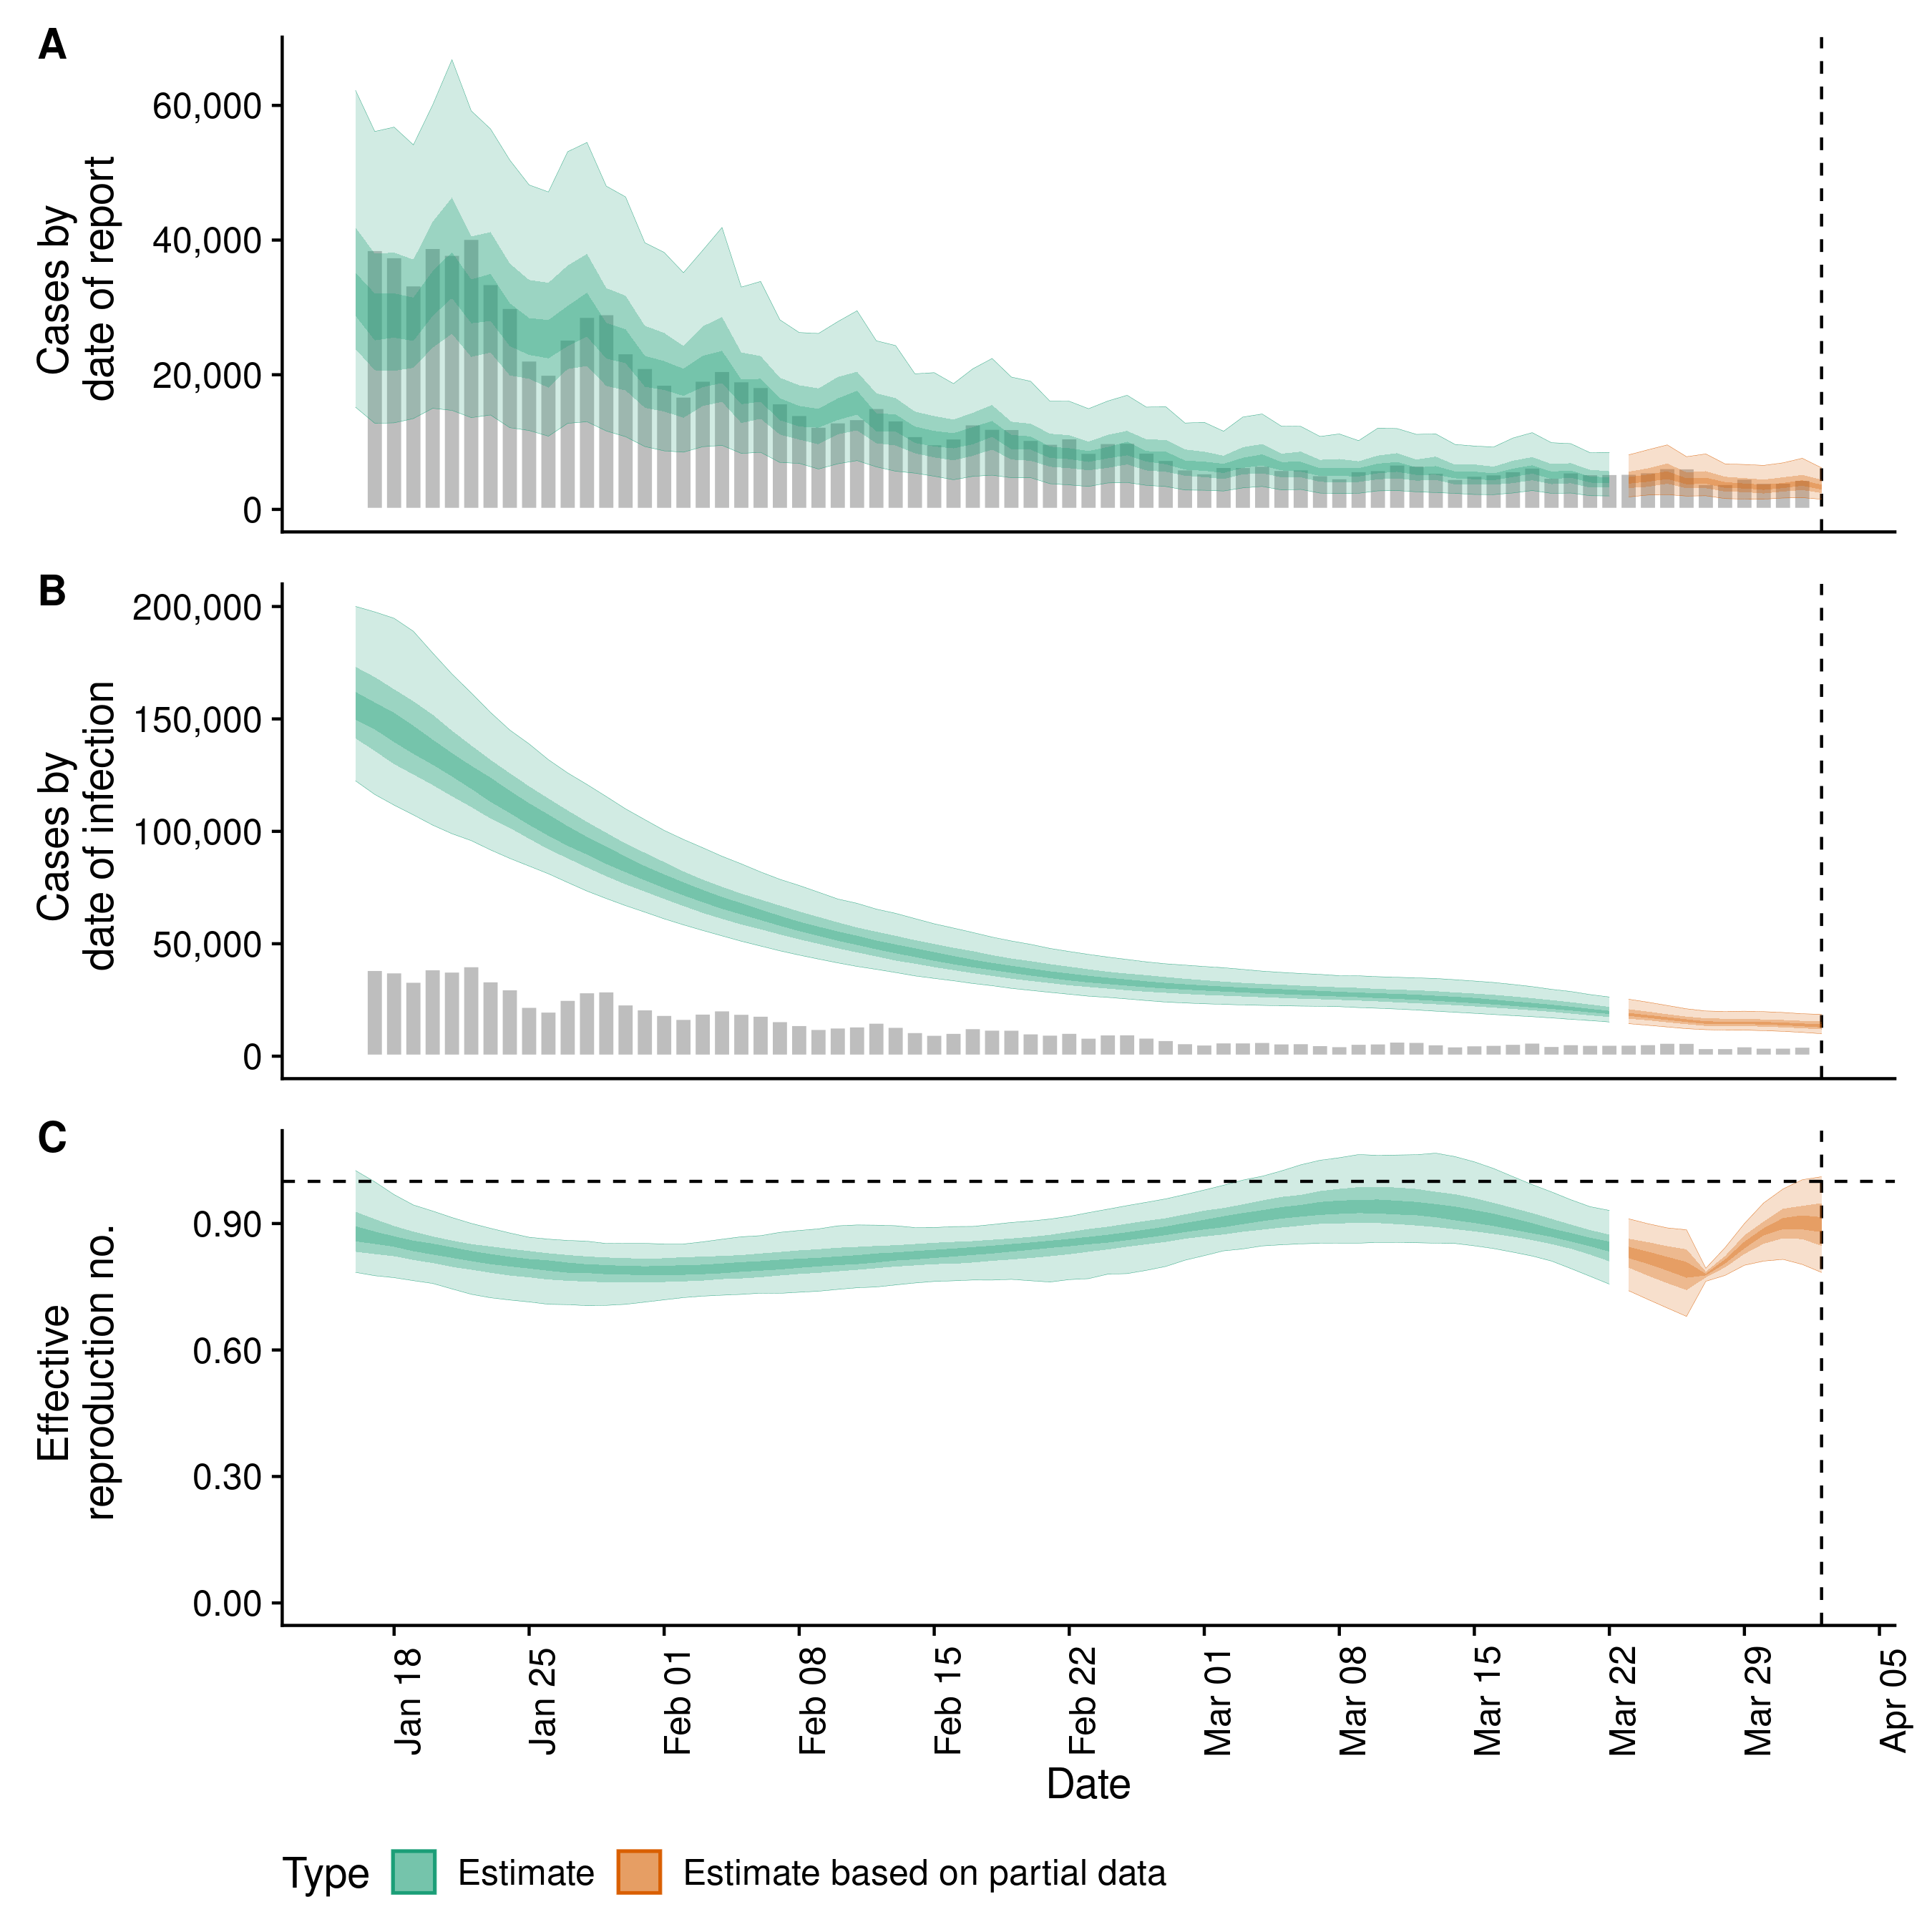 A
Cases by
date of report
60,000
40,000
20,000
0
B
Cases by
date of infection
200,000
150,000
100,000
50,000
0
C
Effective
reproduction no.
0.90
0.60
0.30
0.00
Jan 18
Jan 25
Feb 01
Feb 08
Feb 15
Feb 22
Mar 01
Mar 08
Mar 15
Mar 22
Mar 29
Apr 05
Date
Type Estimate Estimate based on partial data